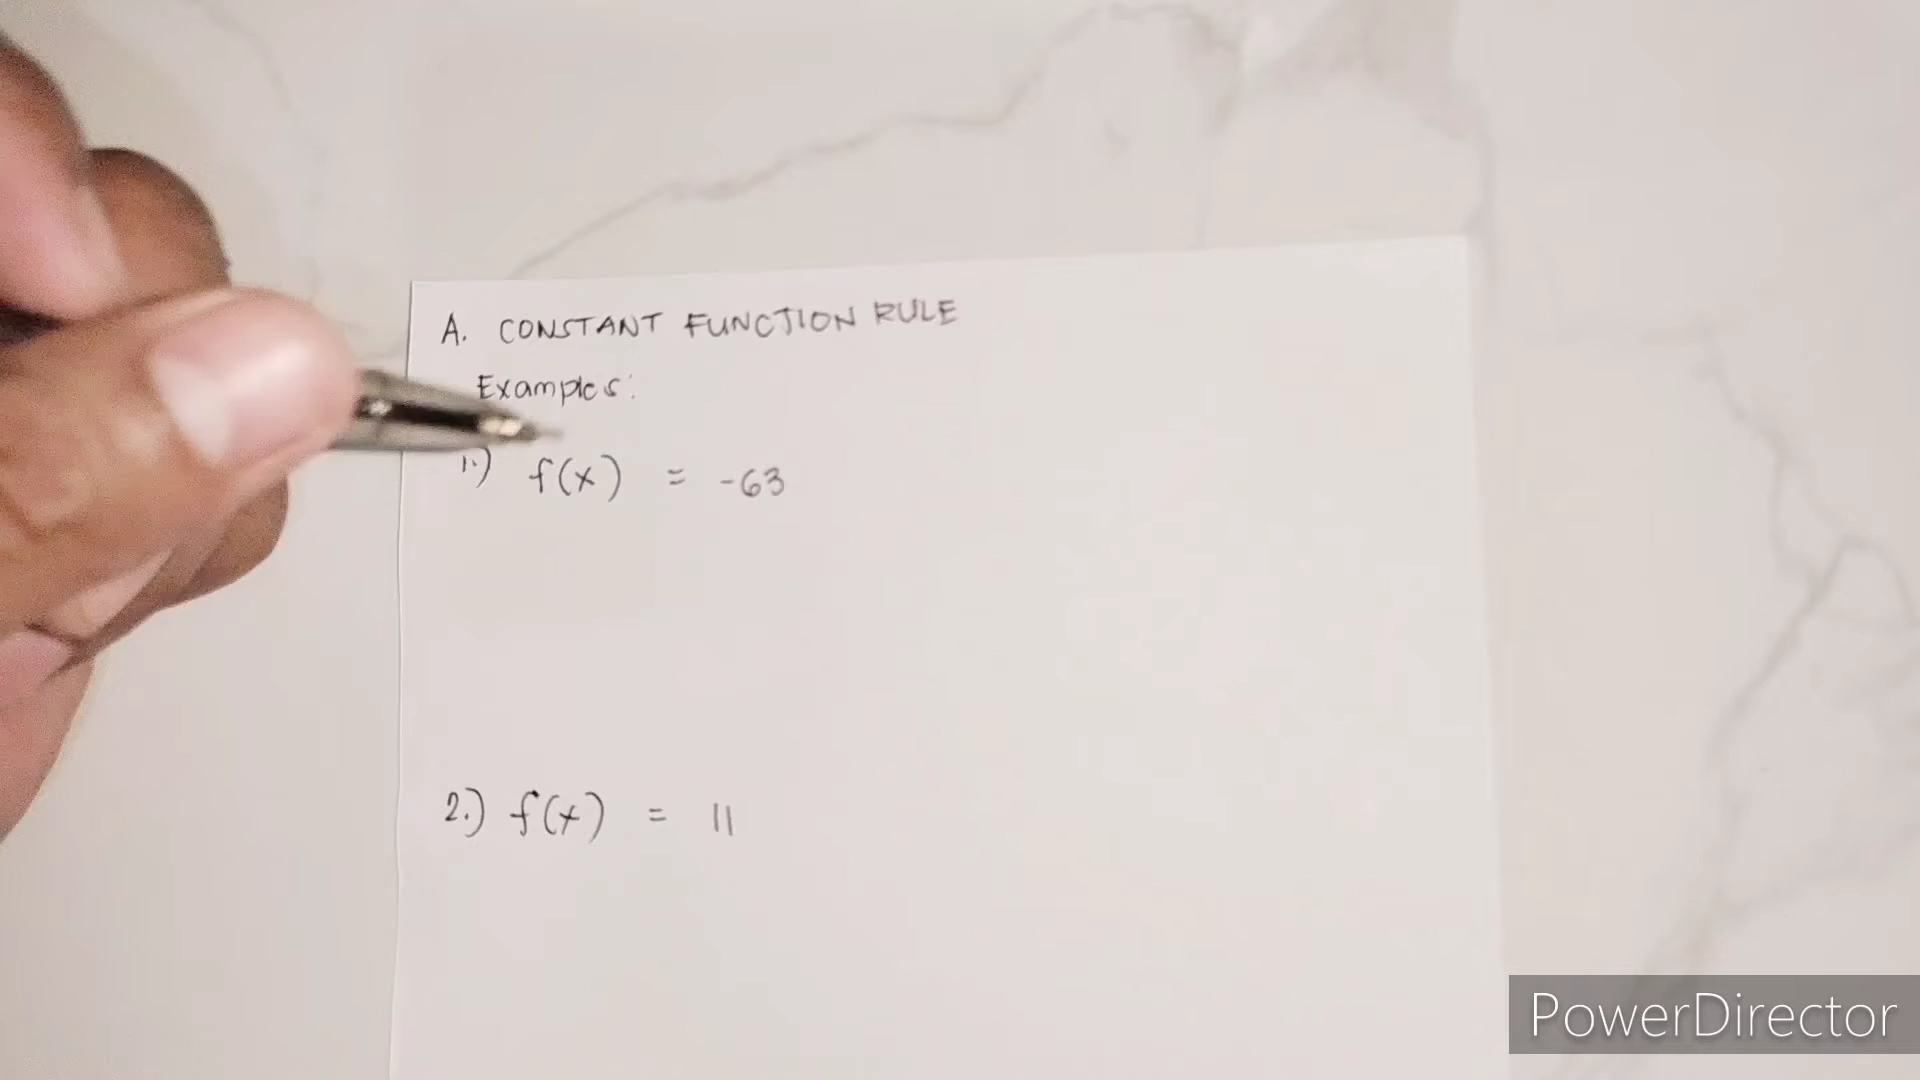 A. CONSTANT FUNCTION RULE
Examples:
1.) f(x) = -63
2.) f(x) = 11
PowerDirector